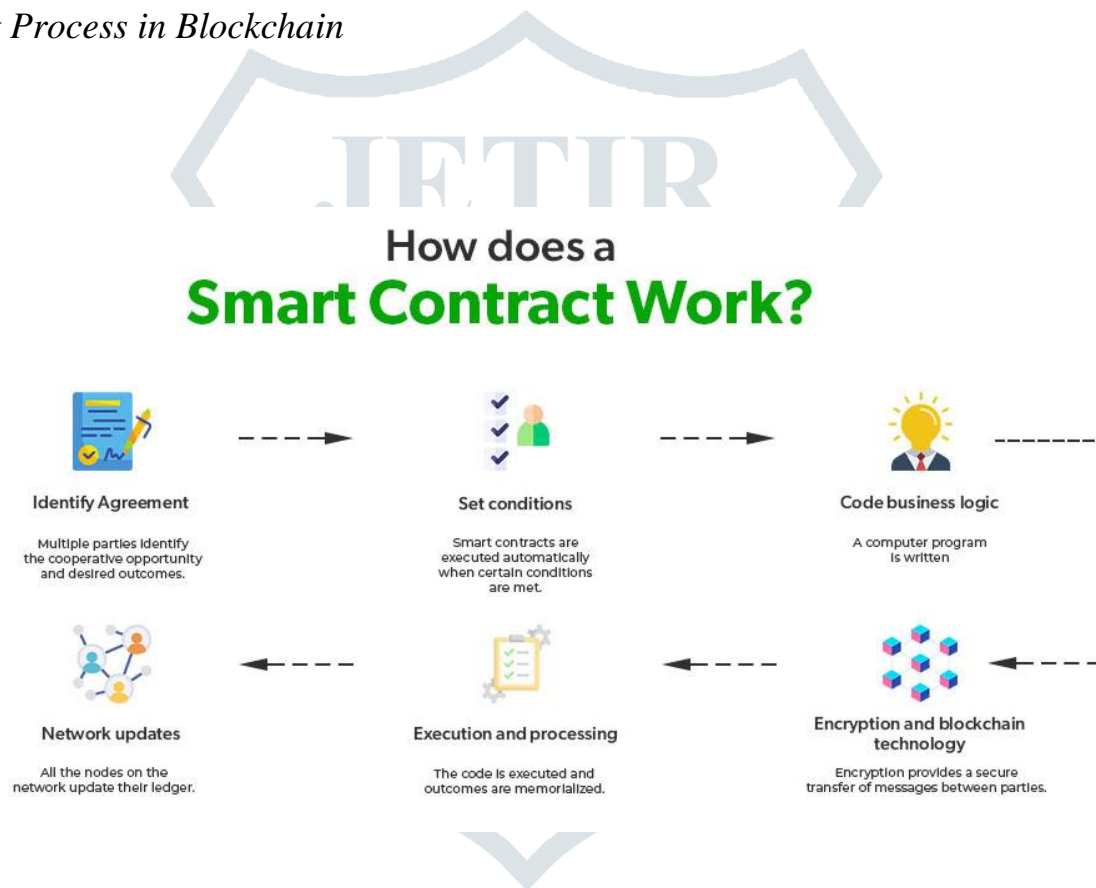 Process in Blockchain
JETIR
How does a
Smart Contract Work?
Identify Agreement
Multiple parties identify
the cooperative opportunity
and desired outcomes.
Set conditions
Smart contracts are
executed automatically
when certain conditions
are met.
Code business logic
A computer program
is written
Network updates
All the nodes on the
network update their ledger.
Execution and processing
The code is executed and
outcomes are memorialized.
Encryption and blockchain
technology
Encryption provides a secure
transfer of messages between parties.